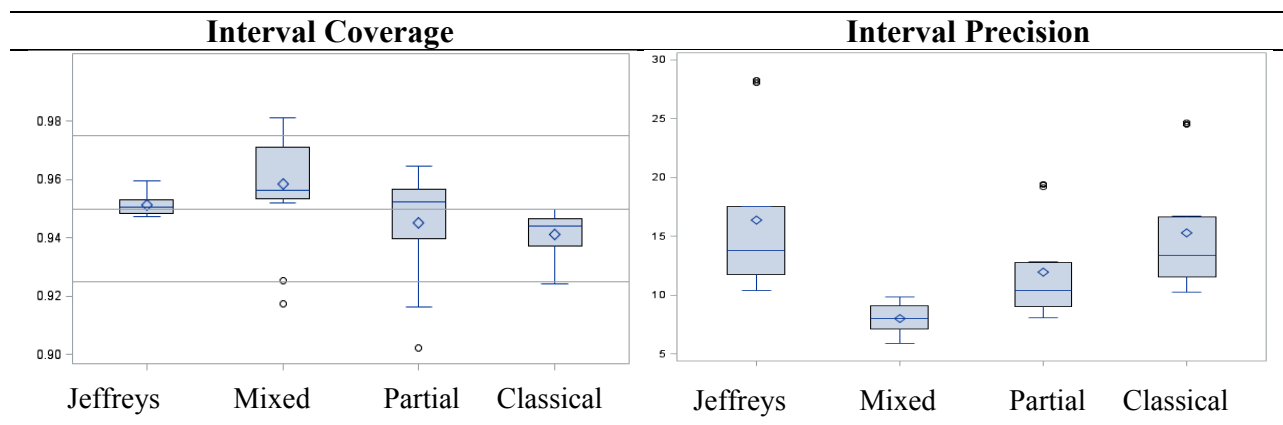 Interval Coverage
Interval Precision
0.98
0.96
0.94
0.92
0.90
Jeffreys Mixed Partial Classical
30
25
20
15
10
5
Jeffreys Mixed Partial Classical